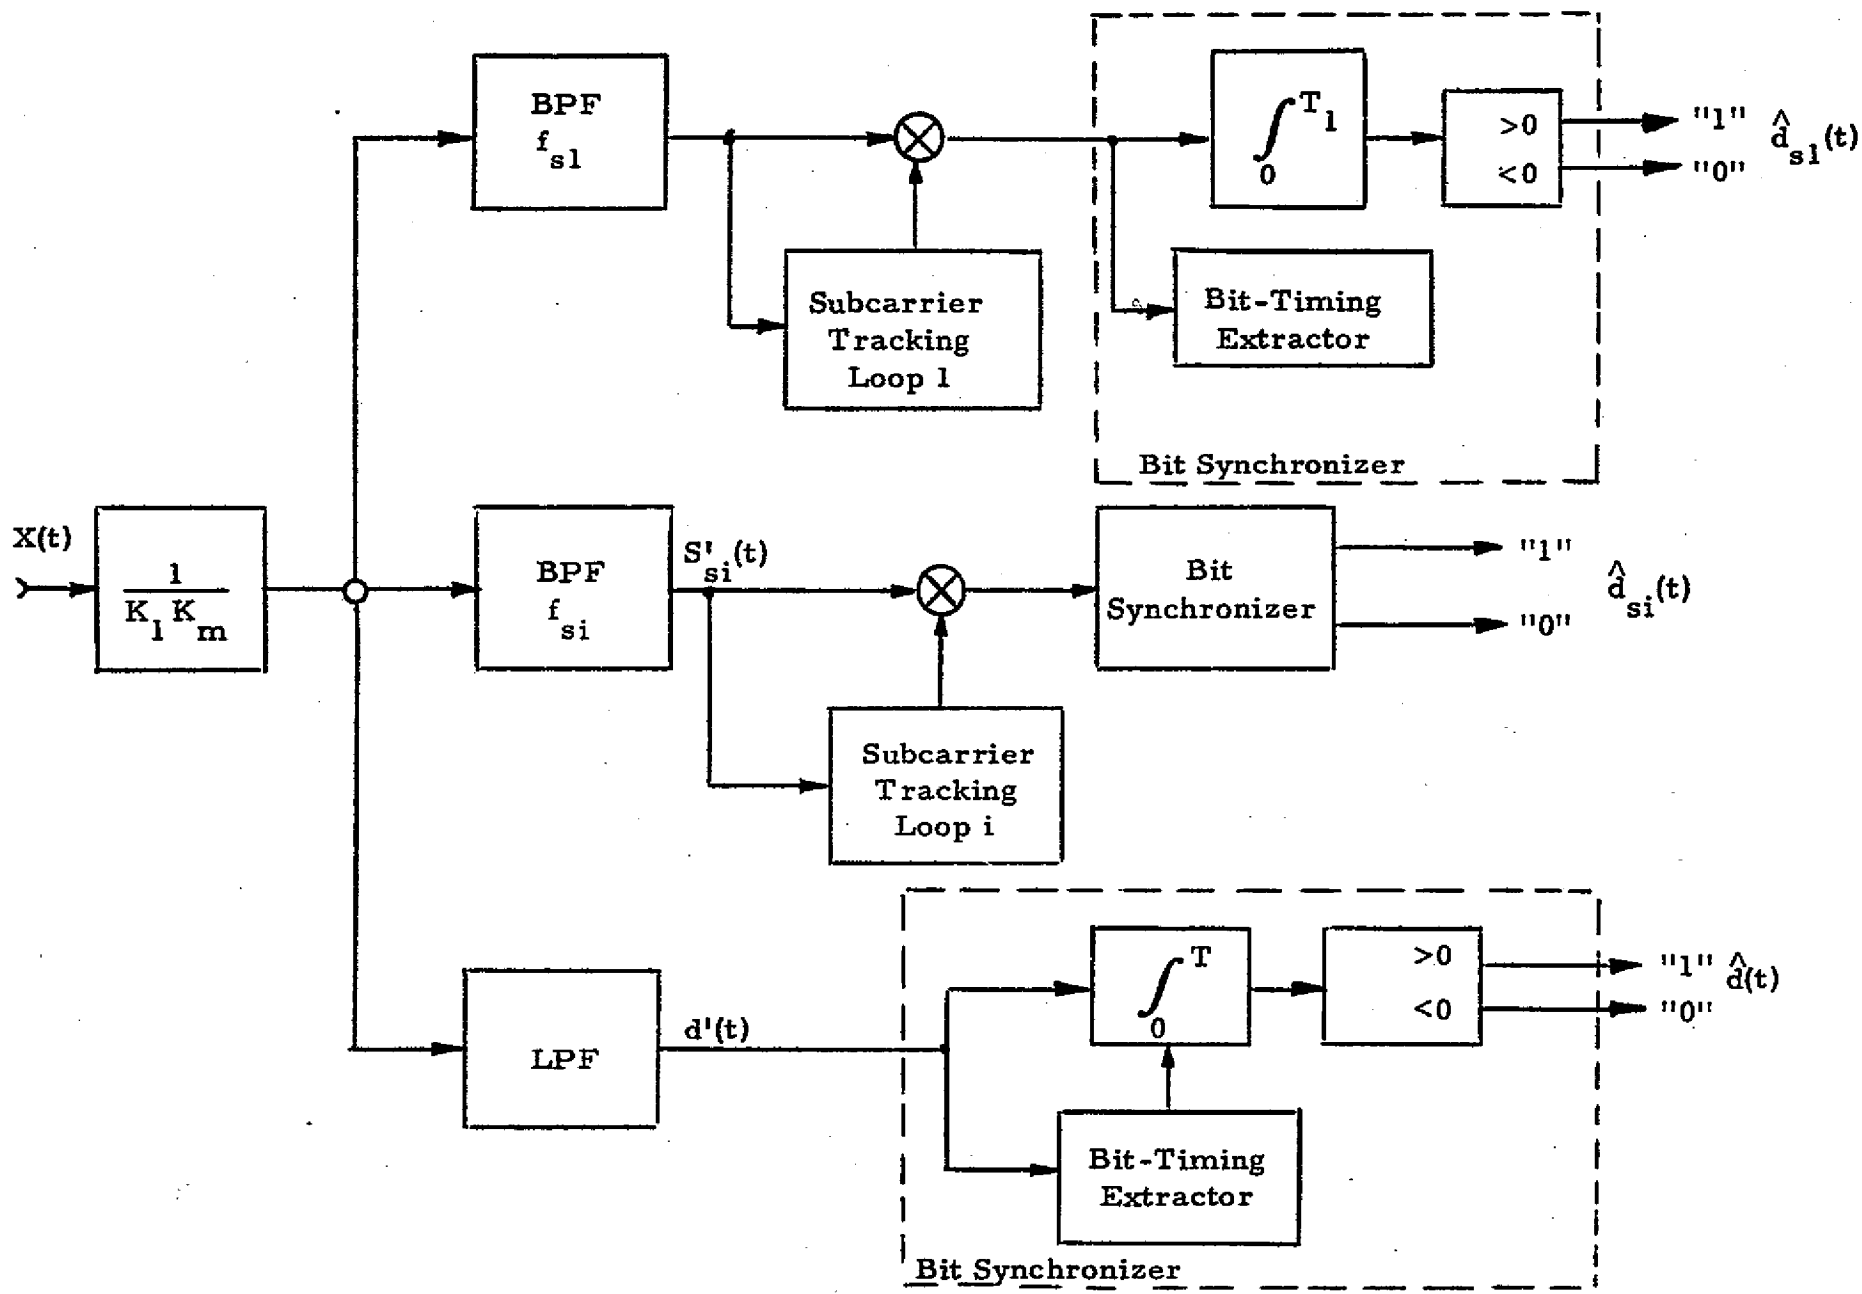 BPF
f_s1
∫_0^T_1
>0
<0
"1"
"0"
d̂_s1(t)
Subcarrier
Tracking
Loop 1
Bit-Timing
Extractor
Bit Synchronizer
X(t)
1
K_1 K_m
BPF
f_si
S'_si(t)
Bit
Synchronizer
"1"
"0"
d̂_si(t)
Subcarrier
Tracking
Loop i
LPF
d'(t)
∫_0^T
>0
<0
"1"
"0"
d̂(t)
Bit-Timing
Extractor
Bit Synchronizer